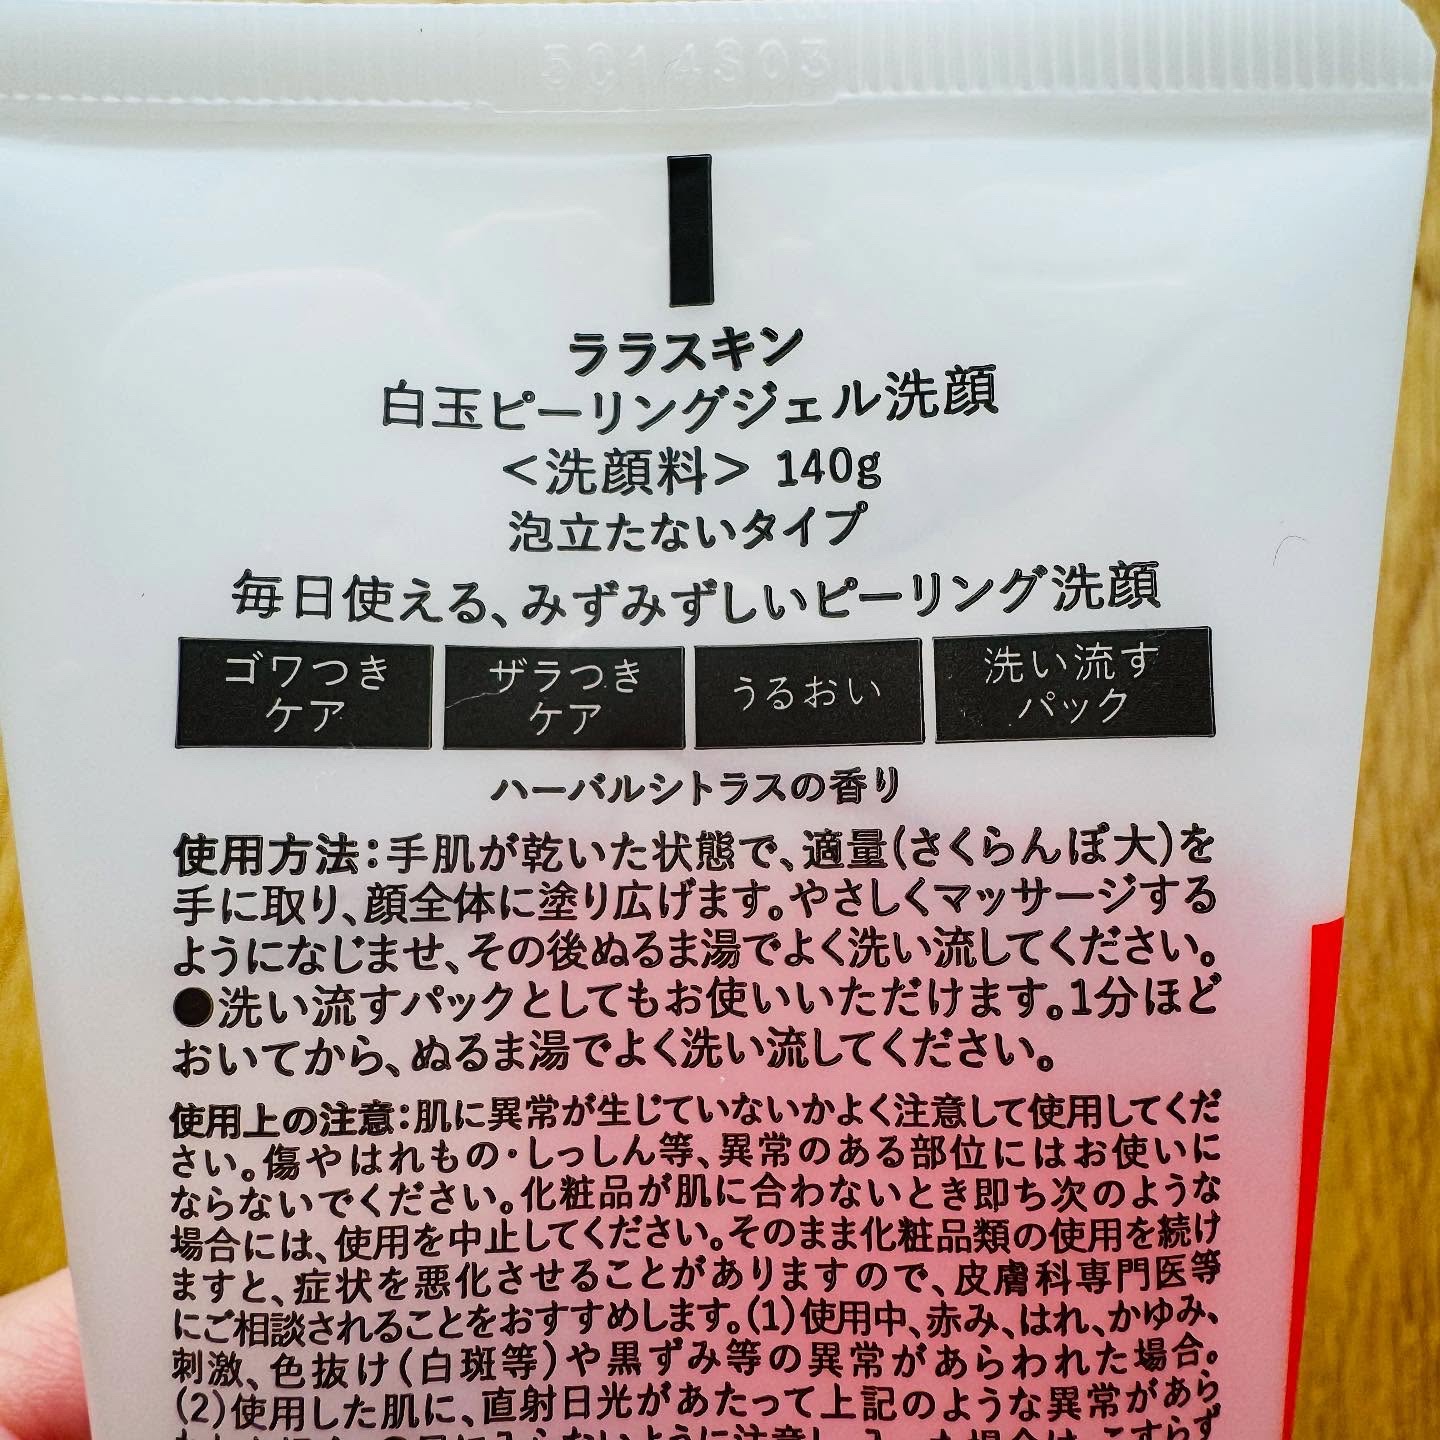 5C14303
ララスキン
白玉ピーリングジェル洗顔
＜洗顔料＞ 140g
泡立たないタイプ
毎日使える、みずみずしいピーリング洗顔
ゴワつき
ケア
ザラつき
ケア
うるおい
洗い流す
パック
ハーバルシトラスの香り
使用方法：手肌が乾いた状態で、適量(さくらんぼ大)を
手に取り、顔全体に塗り広げます。やさしくマッサージする
ようになじませ、その後ぬるま湯でよく洗い流してください。
●洗い流すパックとしてもお使いいただけます。1分ほど
おいてから、ぬるま湯でよく洗い流してください。
使用上の注意：肌に異常が生じていないかよく注意して使用してくだ
さい。傷やはれもの・しっしん等、異常のある部位にはお使いに
ならないでください。化粧品が肌に合わないとき即ち次のような
場合には、使用を中止してください。そのまま化粧品類の使用を続け
ますと、症状を悪化させることがありますので、皮膚科専門医等
にご相談されることをおすすめします。(1)使用中、赤み、はれ、かゆみ、
刺激、色抜け(白斑等)や黒ずみ等の異常があらわれた場合。
(2)使用した肌に、直射日光があたって上記のような異常があら